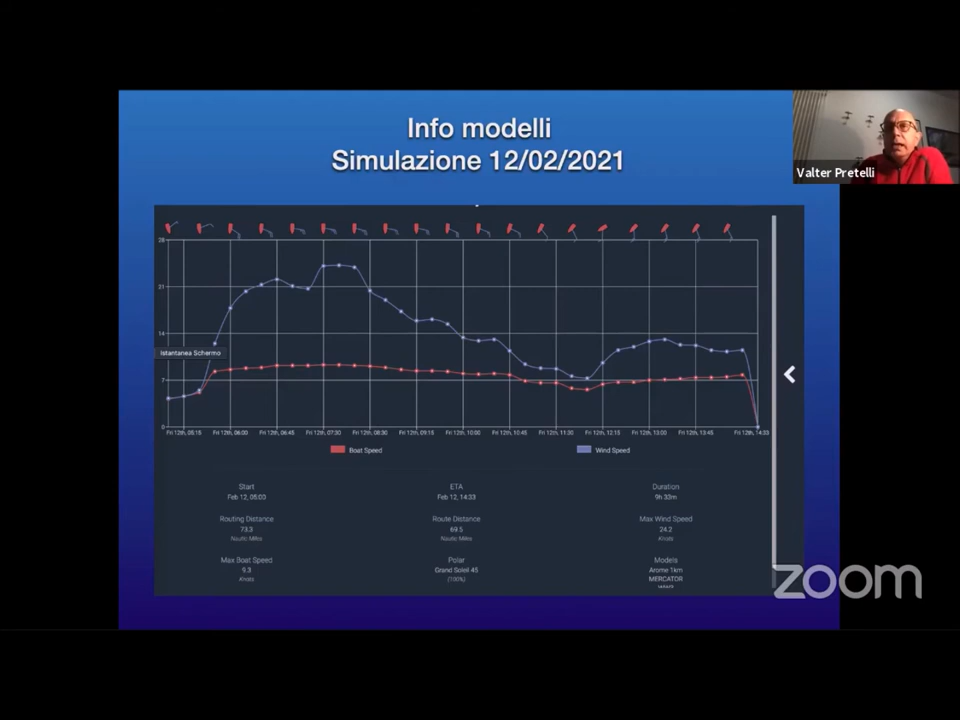 Info modelli
Simulazione 12/02/2021
Valter Pretelli
28
21
14
Istantanea Schermo
7
0
Fri 12th, 05:15 Fri 12th, 06:00 Fri 12th, 06:45 Fri 12th, 07:30 Fri 12th, 08:30 Fri 12th, 09:15 Fri 12th, 10:00 Fri 12th, 10:45 Fri 12th, 11:30 Fri 12th, 12:15 Fri 12th, 13:00 Fri 12th, 13:45 Fri 12th, 14:33
Boat Speed Wind Speed
Start ETA Duration
Feb 12, 05:00 Feb 12, 14:33 9h 33m
Routing Distance Route Distance Max Wind Speed
73.3 69.5 24.2
Nautic Miles Nautic Miles Knots
Max Boat Speed Polar Models
9.3 Grand Soleil 45 Arome 1km
Knots (100%) MERCATOR
zoom